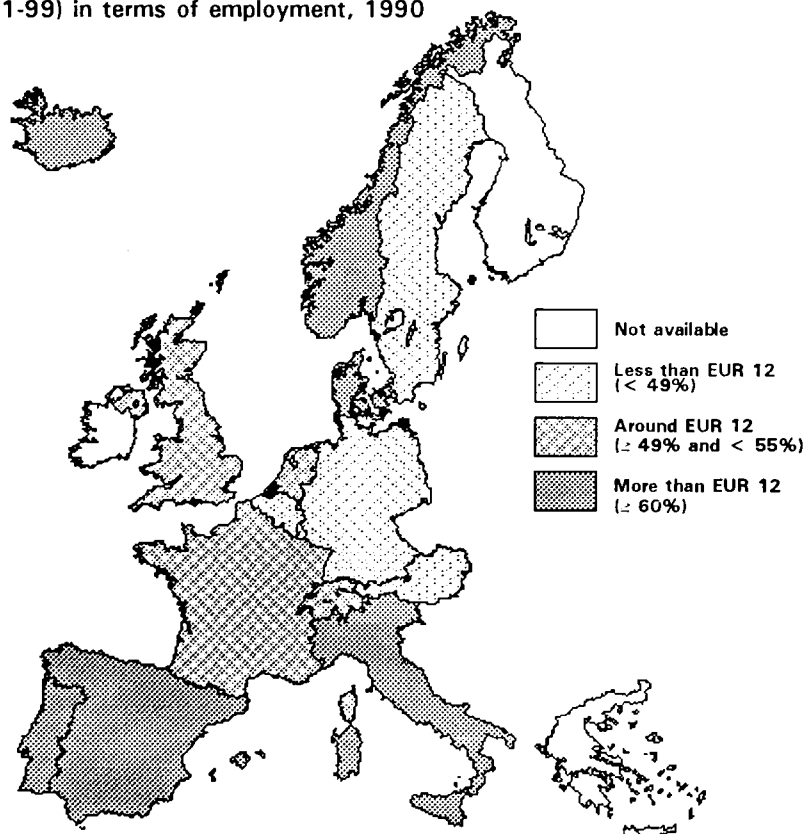 1-99) in terms of employment, 1990
Not available
Less than EUR 12
(< 49%)
Around EUR 12
(≥ 49% and < 55%)
More than EUR 12
(≥ 60%)